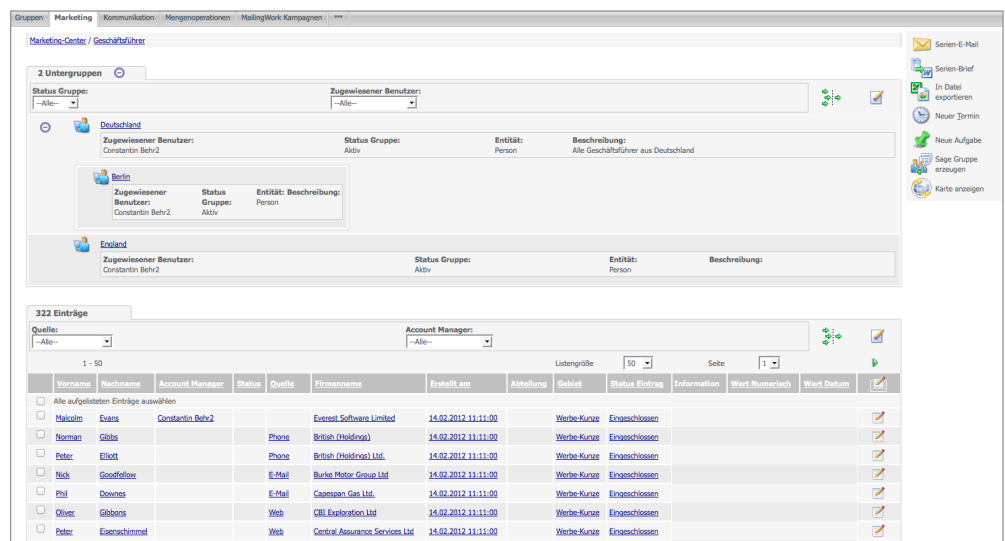 Gruppen Marketing Kommunikation Mengenoperationen MailingWork Kampagnen ***
Marketing-Center / Geschäftsführer
2 Untergruppen
Status Gruppe: Zugewiesener Benutzer:
--Alle-- --Alle--
Deutschland
Zugewiesener Benutzer: Status Gruppe: Entität: Beschreibung:
Constantin Behr2 Aktiv Person Alle Geschäftsführer aus Deutschland
Berlin
Zugewiesener Status Entität: Beschreibung:
Benutzer: Gruppe: Person
Constantin Behr2 Aktiv
England
Zugewiesener Benutzer: Status Gruppe: Entität: Beschreibung:
Constantin Behr2 Aktiv Person
322 Einträge
Quelle: Account Manager:
--Alle-- --Alle--
1 - 50 Listengröße 50 Seite 1
Vorname Nachname Account Manager Status Quelle Firmenname Erstellt am Abteilung Gebiet Status Eintrag Information Wert Numerisch Wert Datum
Alle aufgelisteten Einträge auswählen
Malcolm Evans Constantin Behr2 Everest Software Limited 14.02.2012 11:11:00 Werbe-Kunze Eingeschlossen
Norman Gibbs Phone British (Holdings) 14.02.2012 11:11:00 Werbe-Kunze Eingeschlossen
Peter Elliott Phone British (Holdings) Ltd. 14.02.2012 11:11:00 Werbe-Kunze Eingeschlossen
Nick Goodfellow E-Mail Burke Motor Group Ltd 14.02.2012 11:11:00 Werbe-Kunze Eingeschlossen
Phil Downes E-Mail Capespan Gas Ltd. 14.02.2012 11:11:00 Werbe-Kunze Eingeschlossen
Oliver Gibbons Web CBI Exploration Ltd 14.02.2012 11:11:00 Werbe-Kunze Eingeschlossen
Peter Eisenschimmel Web Central Assurance Services Ltd 14.02.2012 11:11:00 Werbe-Kunze Eingeschlossen
Serien-E-Mail
Serien-Brief
In Datei
exportieren
Neuer Termin
Neue Aufgabe
Sage Gruppe
erzeugen
Karte anzeigen